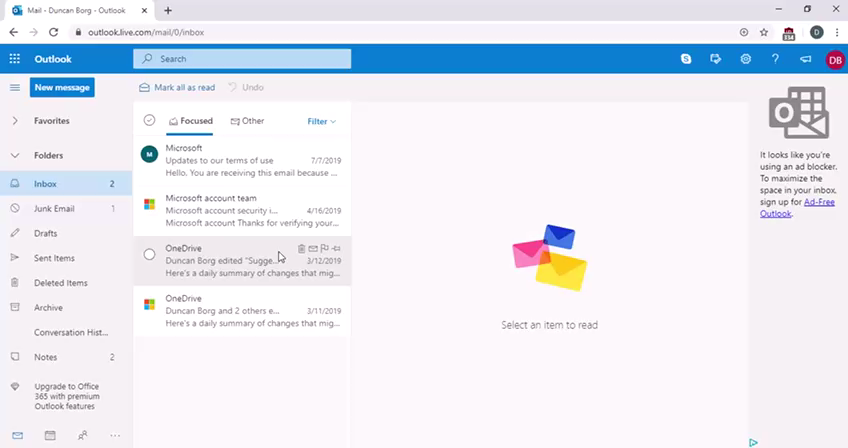 Mail - Duncan Borg - Outlook
outlook.live.com/mail/0/inbox
334
D
Outlook
Search
DB
New message
Mark all as read
Undo
Favorites
Folders
Inbox 2
Junk Email 1
Drafts
Sent Items
Deleted Items
Archive
Conversation Hist...
Notes 2
Upgrade to Office
365 with premium
Outlook features
Focused
Other
Filter
M
Microsoft
Updates to our terms of use 7/7/2019
Hello, You are receiving this email because ...
Microsoft account team
Microsoft account security i... 4/16/2019
Microsoft account Thanks for verifying your...
OneDrive
Duncan Borg edited "Sugge... 3/12/2019
Here's a daily summary of changes that mig...
OneDrive
Duncan Borg and 2 others e... 3/11/2019
Here's a daily summary of changes that mig...
Select an item to read
It looks like you're
using an ad blocker.
To maximize the
space in your inbox,
sign up for Ad-Free
Outlook.